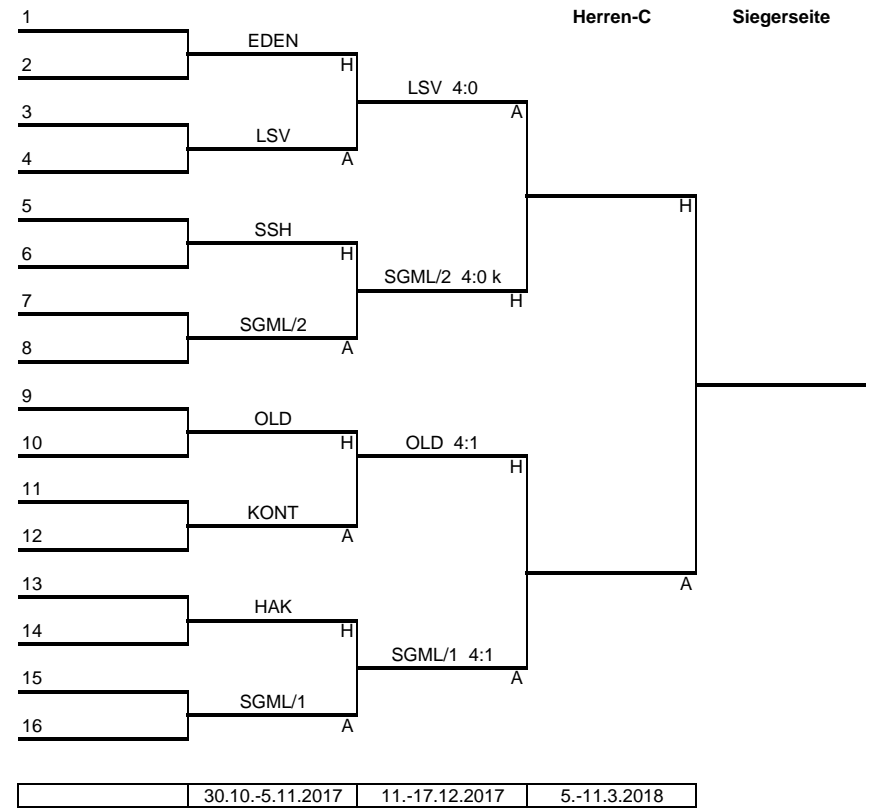 1 Herren-C Siegerseite
EDEN
2 H
LSV 4:0
3 A
LSV
4 A
5 H
SSH
6 H
SGML/2 4:0 k
7 H
SGML/2
8 A
9
OLD
10 H OLD 4:1
H
11
KONT
12 A
13 A
HAK
14 H
SGML/1 4:1
15 A
SGML/1
16 A
30.10.-5.11.2017 11.-17.12.2017 5.-11.3.2018